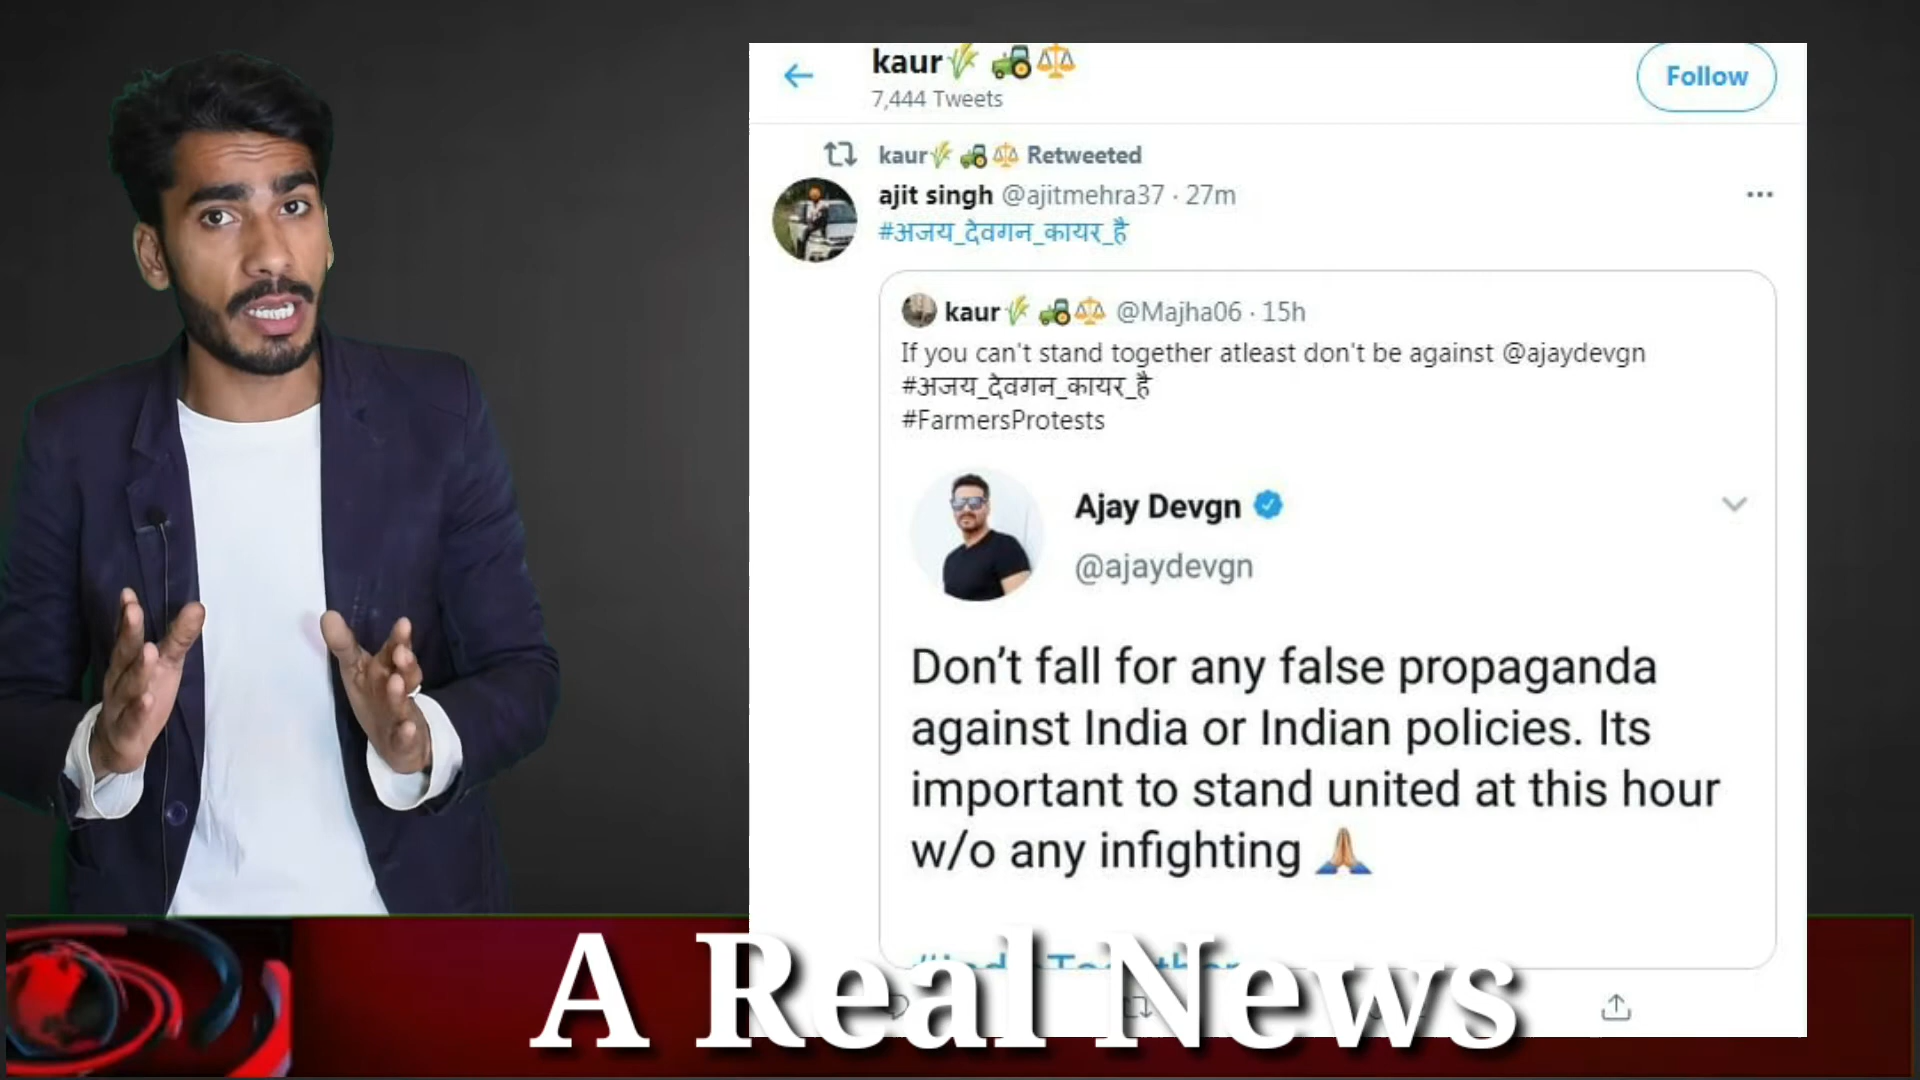 kaur🌾 🚜⚖️
7,444 Tweets
Follow
kaur🌾 🚜⚖️ Retweeted
ajit singh @ajitmehra37 · 27m
#अजय_देवगन_कायर_है
kaur🌾 🚜⚖️ @Majha06 · 15h
If you can't stand together atleast don't be against @ajaydevgn
#अजय_देवगन_कायर_है
#FarmersProtests
Ajay Devgn
@ajaydevgn
Don't fall for any false propaganda
against India or Indian policies. Its
important to stand united at this hour
w/o any infighting 🙏🏼
A Real News